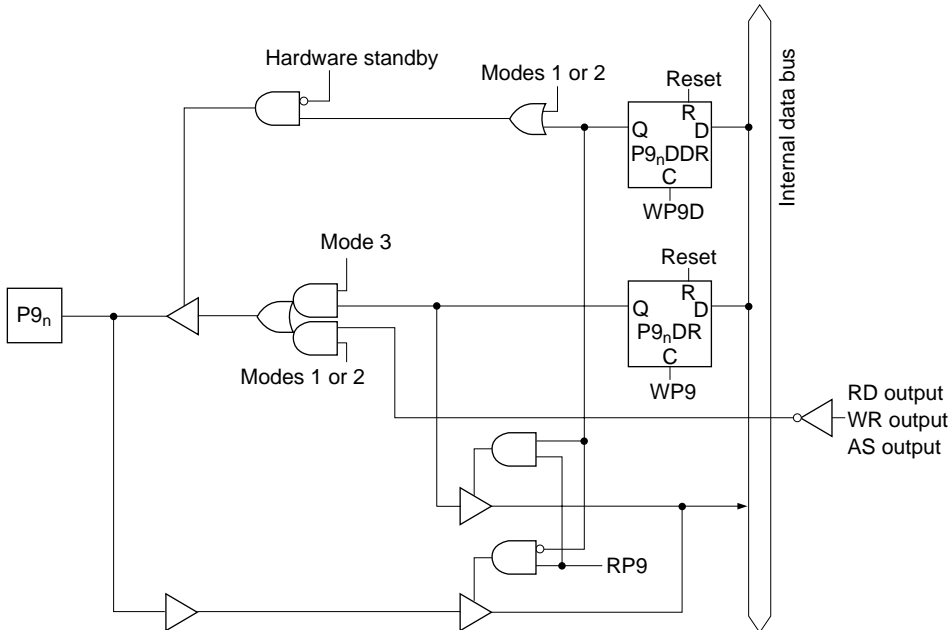 Hardware standby
Modes 1 or 2
Reset
R
Q
D
P9nDDR
C
WP9D
Internal data bus
Mode 3
Reset
R
Q
D
P9nDR
C
WP9
P9n
Modes 1 or 2
RD output
WR output
AS output
RP9